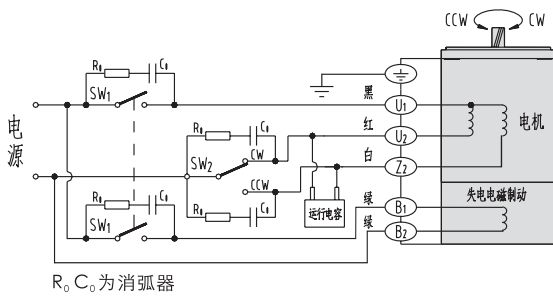 CCW
CW
R₀
C₀
SW₁
黑
U₁
电源
R₀
C₀
红
U₂
电机
SW₂
CW
白
Z₂
CCW
R₀
C₀
运行电容
失电电磁制动
R₀
C₀
绿
B₁
SW₁
绿
B₂
R₀ C₀为消弧器